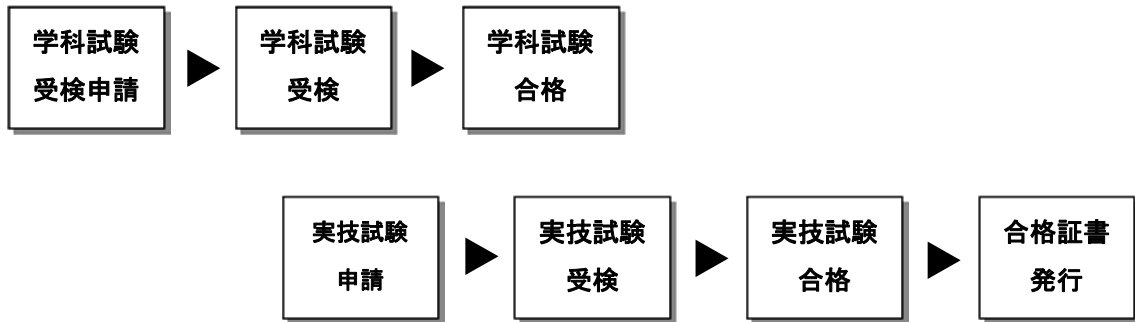 学科試験
受検申請
学科試験
受検
学科試験
合格
実技試験
申請
実技試験
受検
実技試験
合格
合格証書
発行